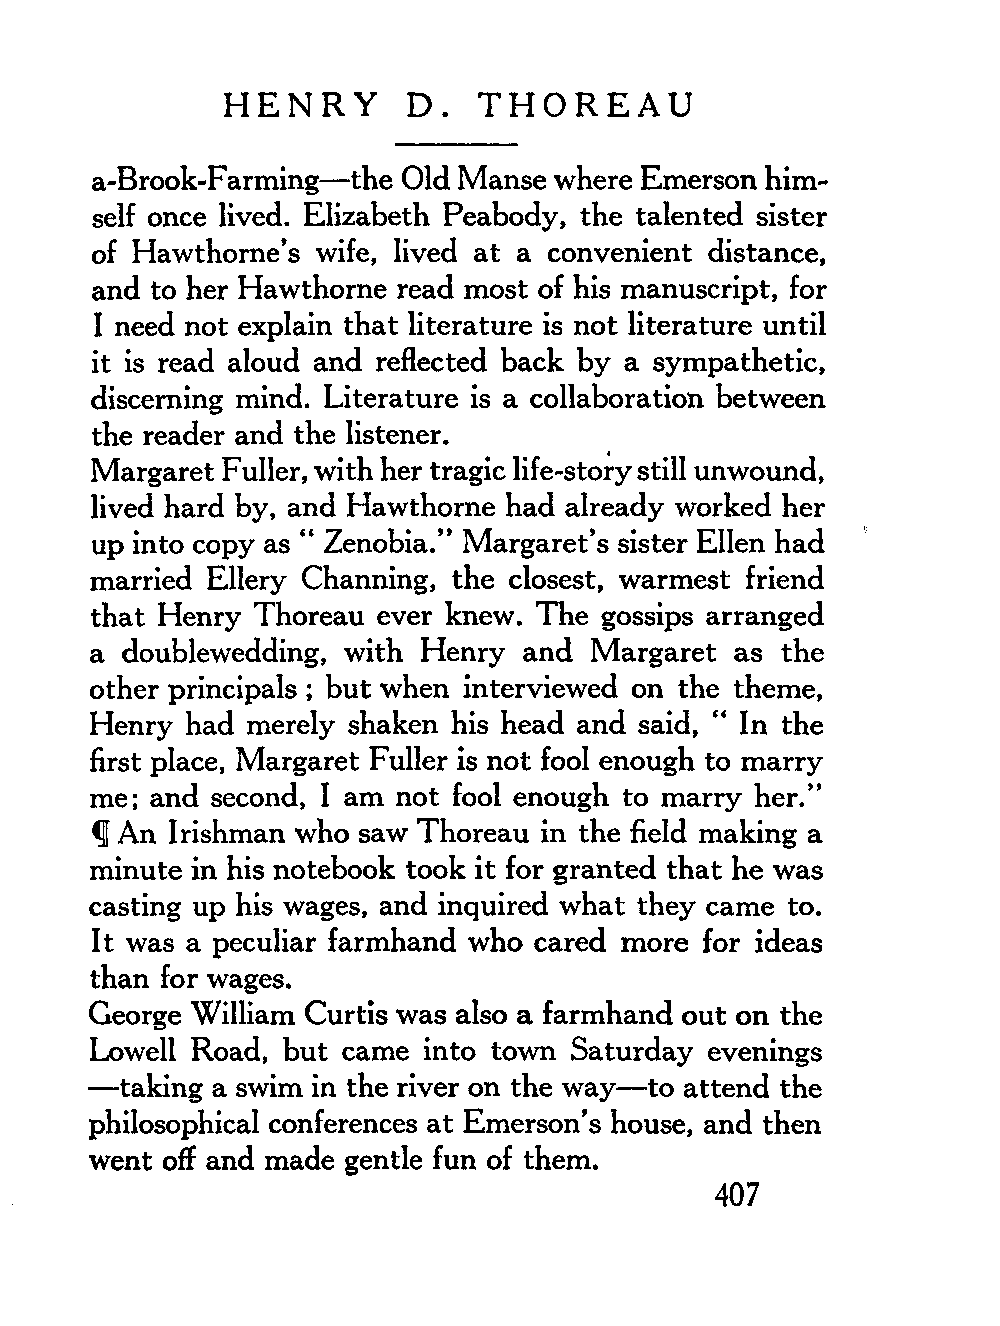 HENRY D. THOREAU
a-Brook-Farming—the Old Manse where Emerson him-
self once lived. Elizabeth Peabody, the talented sister
of Hawthorne's wife, lived at a convenient distance,
and to her Hawthorne read most of his manuscript, for
I need not explain that literature is not literature until
it is read aloud and reflected back by a sympathetic,
discerning mind. Literature is a collaboration between
the reader and the listener.
Margaret Fuller, with her tragic life-story still unwound,
lived hard by, and Hawthorne had already worked her
up into copy as “ Zenobia.” Margaret's sister Ellen had
married Ellery Channing, the closest, warmest friend
that Henry Thoreau ever knew. The gossips arranged
a doublewedding, with Henry and Margaret as the
other principals ; but when interviewed on the theme,
Henry had merely shaken his head and said, “ In the
first place, Margaret Fuller is not fool enough to marry
me; and second, I am not fool enough to marry her.”
¶ An Irishman who saw Thoreau in the field making a
minute in his notebook took it for granted that he was
casting up his wages, and inquired what they came to.
It was a peculiar farmhand who cared more for ideas
than for wages.
George William Curtis was also a farmhand out on the
Lowell Road, but came into town Saturday evenings
—taking a swim in the river on the way—to attend the
philosophical conferences at Emerson's house, and then
went off and made gentle fun of them.
407